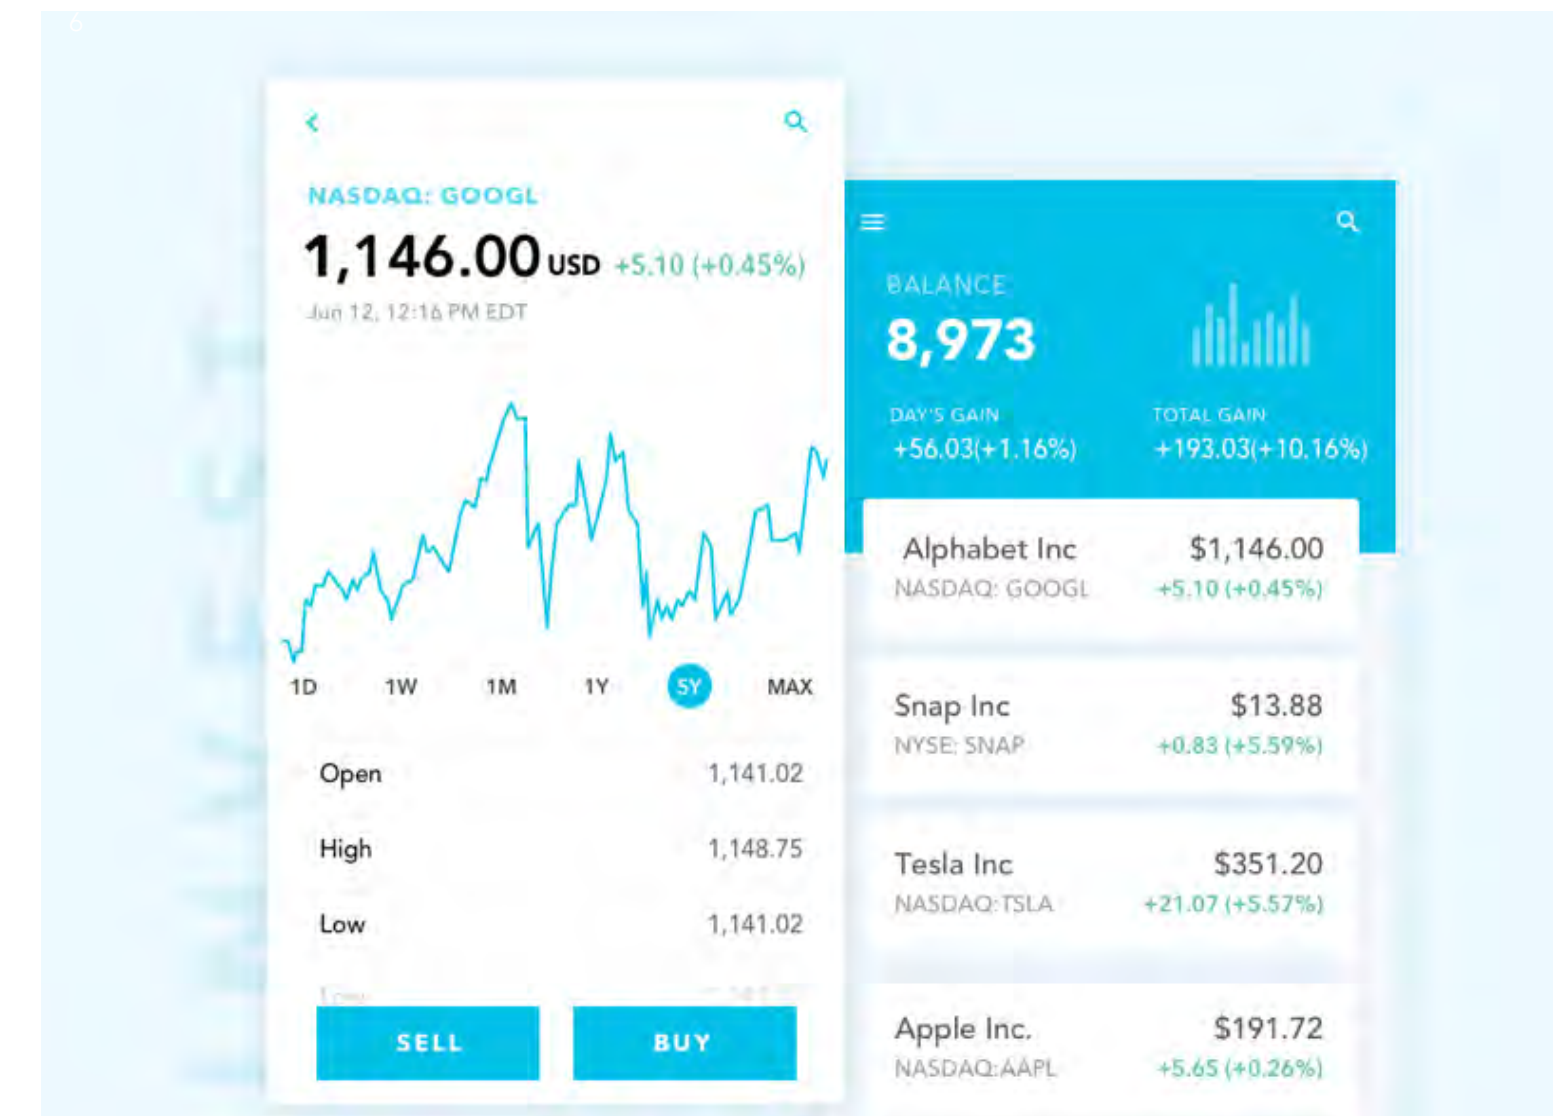 6
NASDAQ: GOOGL
1,146.00 USD +5.10 (+0.45%)
Jun 12, 12:16 PM EDT
1D 1W 1M 1Y 5Y MAX
Open 1,141.02
High 1,148.75
Low 1,141.02
Low
SELL BUY
BALANCE
8,973
DAY'S GAIN TOTAL GAIN
+56.03(+1.16%) +193.03(+10.16%)
Alphabet Inc $1,146.00
NASDAQ: GOOGL +5.10 (+0.45%)
Snap Inc $13.88
NYSE: SNAP +0.83 (+5.59%)
Tesla Inc $351.20
NASDAQ:TSLA +21.07 (+5.57%)
Apple Inc. $191.72
NASDAQ:AAPL +5.65 (+0.26%)